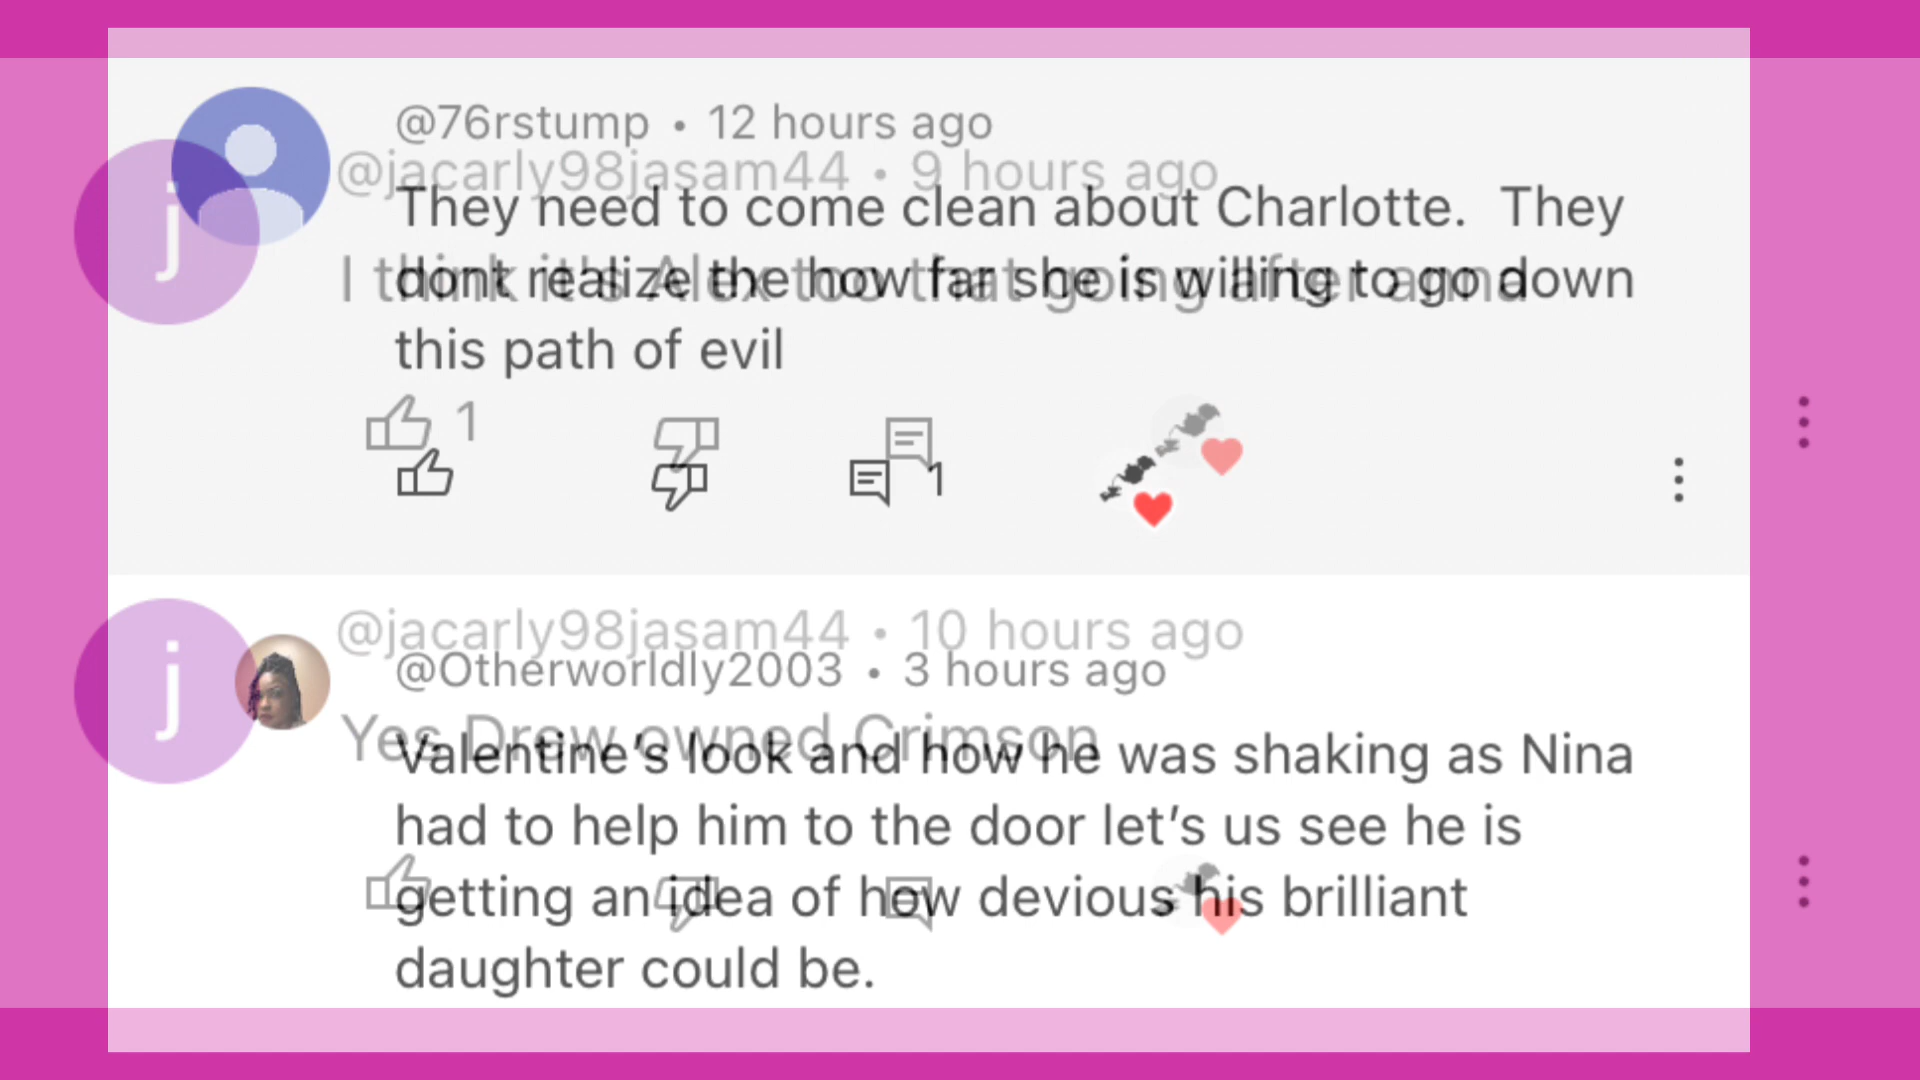 @76rstump • 12 hours ago
They need to come clean about Charlotte. They
dont realize the how far she is willing to go down
this path of evil
1
@Otherworldly2003 • 3 hours ago
Valentine’s look and how he was shaking as Nina
had to help him to the door let’s us see he is
getting an idea of how devious his brilliant
daughter could be.
j
@jacarly98jasam44 • 9 hours ago
I think it's Alex too that going after anna
1
j
@jacarly98jasam44 • 10 hours ago
Yes Drew owned Crimson